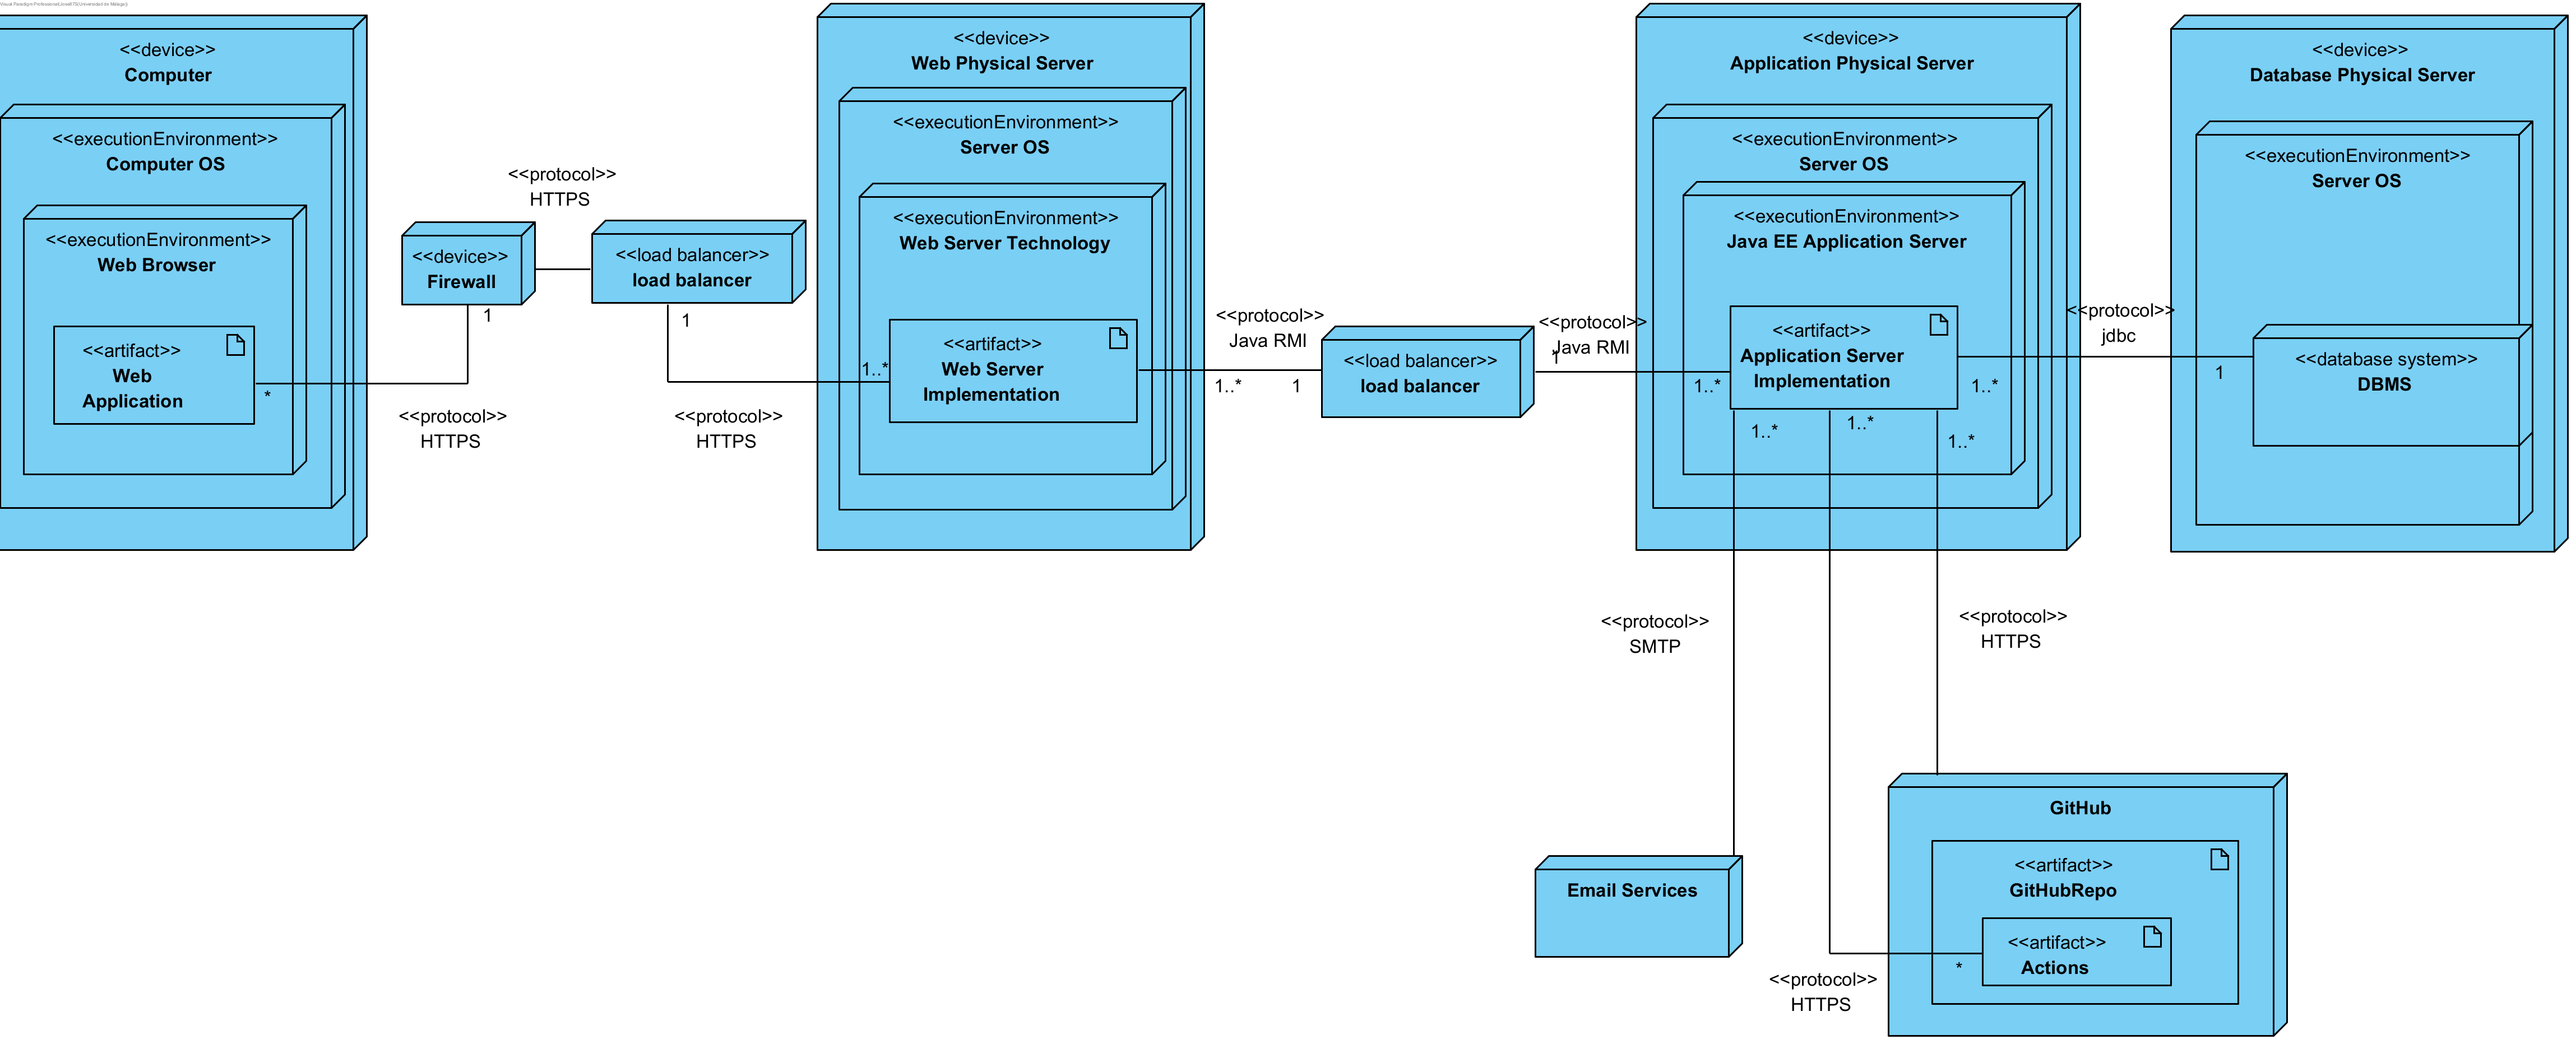 Visual Paradigm Professional(José075(Universidad de Málaga))
<<device>>
Computer
<<executionEnvironment>>
Computer OS
<<executionEnvironment>>
Web Browser
<<artifact>>
Web
Application
*
<<protocol>>
HTTPS
<<device>>
Firewall
1
<<protocol>>
HTTPS
<<load balancer>>
load balancer
1
<<protocol>>
HTTPS
<<device>>
Web Physical Server
<<executionEnvironment>>
Server OS
<<executionEnvironment>>
Web Server Technology
1..*
<<artifact>>
Web Server
Implementation
<<protocol>>
Java RMI
1..*
1
<<load balancer>>
load balancer
<<protocol>>
Java RMI
1
<<device>>
Application Physical Server
<<executionEnvironment>>
Server OS
<<executionEnvironment>>
Java EE Application Server
<<artifact>>
Application Server
Implementation
1..*
1..*
1..*
1..*
1..*
<<protocol>>
jdbc
1
<<device>>
Database Physical Server
<<executionEnvironment>>
Server OS
<<database system>>
DBMS
<<protocol>>
SMTP
<<protocol>>
HTTPS
Email Services
GitHub
<<artifact>>
GitHubRepo
<<artifact>>
Actions
*
<<protocol>>
HTTPS